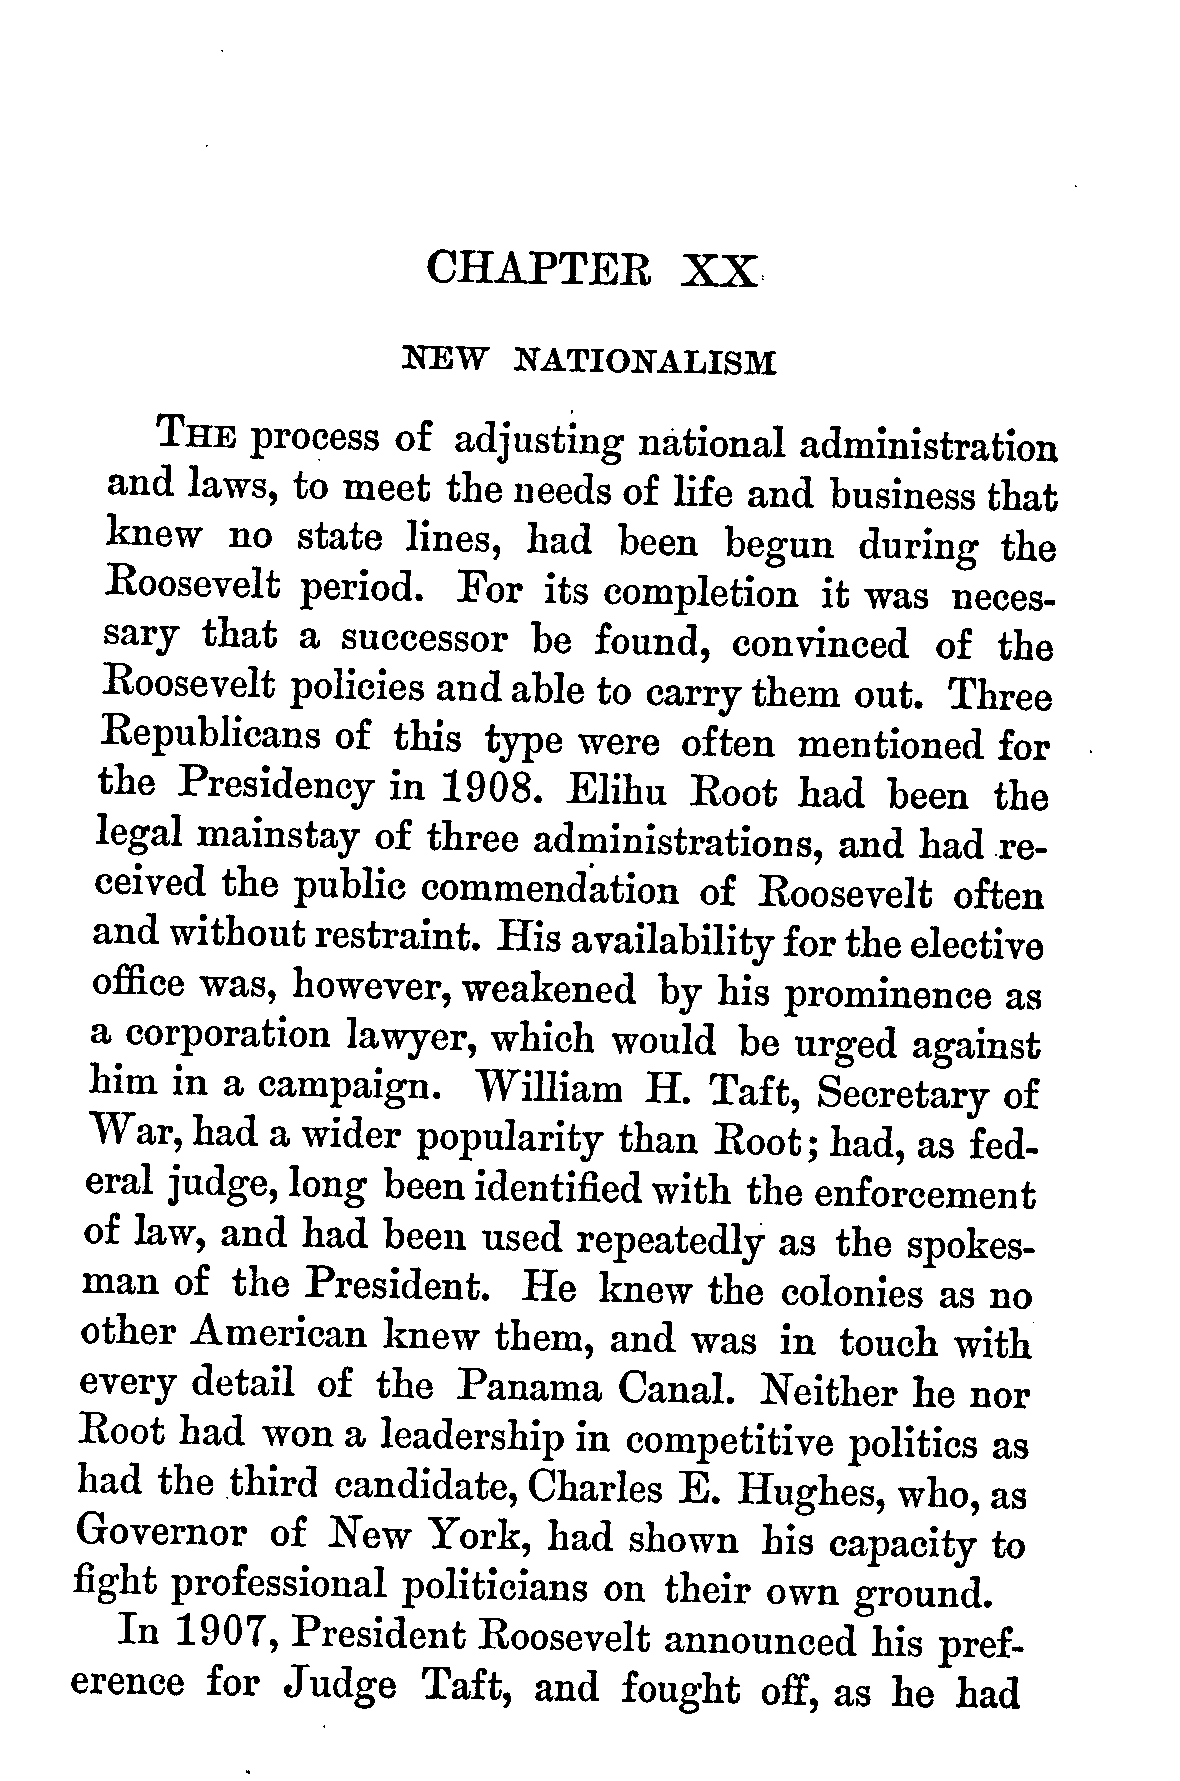 CHAPTER XX
NEW NATIONALISM
THE process of adjusting national administration
and laws, to meet the needs of life and business that
knew no state lines, had been begun during the
Roosevelt period. For its completion it was neces-
sary that a successor be found, convinced of the
Roosevelt policies and able to carry them out. Three
Republicans of this type were often mentioned for
the Presidency in 1908. Elihu Root had been the
legal mainstay of three administrations, and had re-
ceived the public commendation of Roosevelt often
and without restraint. His availability for the elective
office was, however, weakened by his prominence as
a corporation lawyer, which would be urged against
him in a campaign. William H. Taft, Secretary of
War, had a wider popularity than Root; had, as fed-
eral judge, long been identified with the enforcement
of law, and had been used repeatedly as the spokes-
man of the President. He knew the colonies as no
other American knew them, and was in touch with
every detail of the Panama Canal. Neither he nor
Root had won a leadership in competitive politics as
had the third candidate, Charles E. Hughes, who, as
Governor of New York, had shown his capacity to
fight professional politicians on their own ground.
In 1907, President Roosevelt announced his pref-
erence for Judge Taft, and fought off, as he had